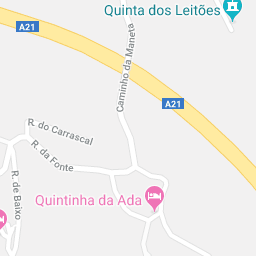 Quinta dos Leitões
A21
Caminho da Maneta
A21
R. do Carrascal
R. da Fonte
R. de Baixo
Quintinha da Ada